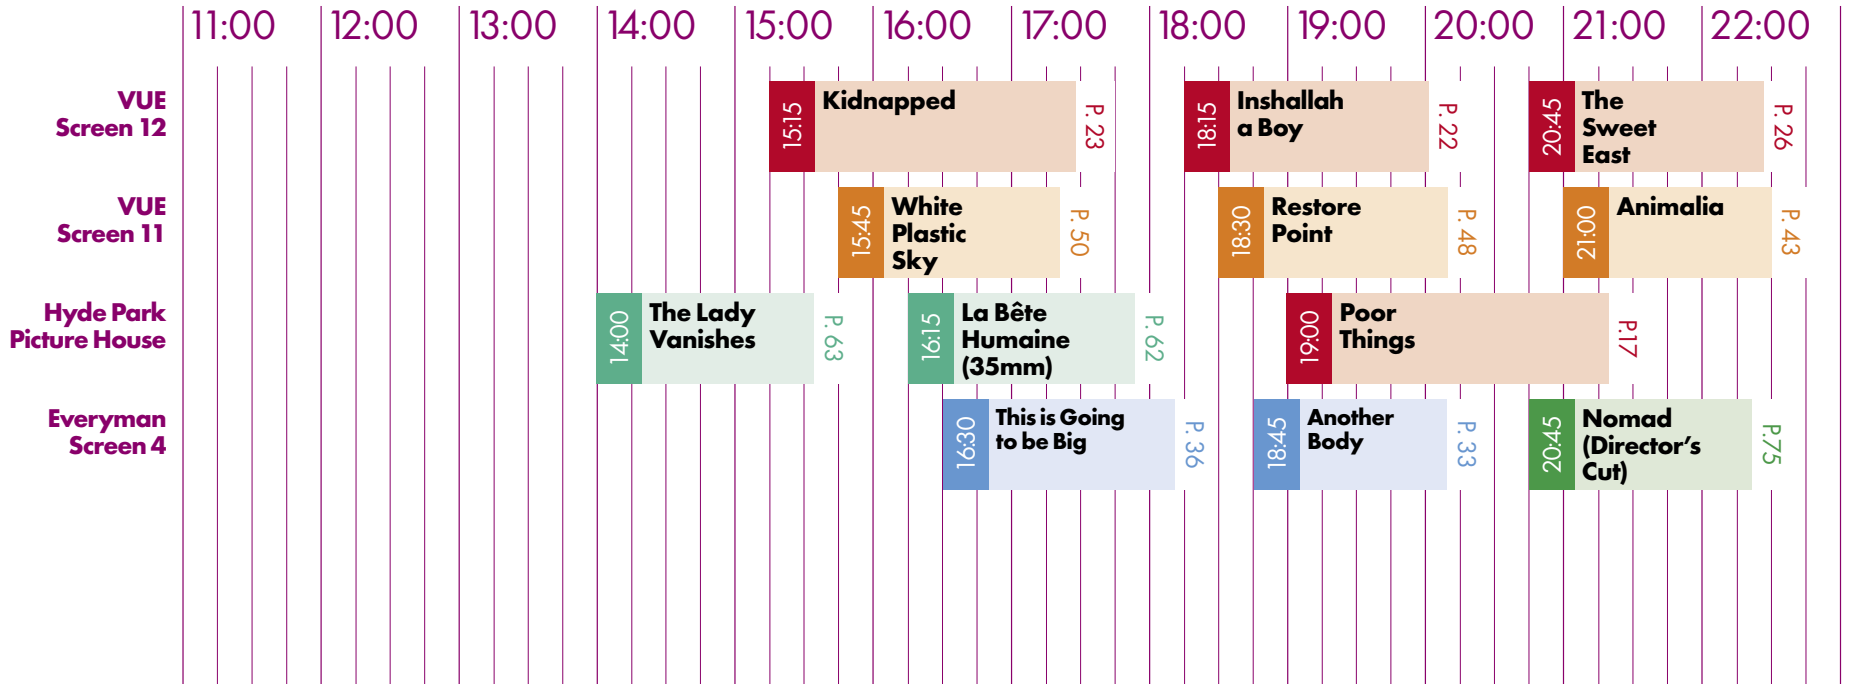 11:00 12:00 13:00 14:00 15:00 16:00 17:00 18:00 19:00 20:00 21:00 22:00
VUE
Screen 12
15:15
Kidnapped
P. 23
18:15
Inshallah
a Boy
P. 22
20:45
The
Sweet
East
P. 26
VUE
Screen 11
15:45
White
Plastic
Sky
P. 50
18:30
Restore
Point
P. 48
21:00
Animalia
P. 43
Hyde Park
Picture House
14:00
The Lady
Vanishes
P. 63
16:15
La Bête
Humaine
(35mm)
P. 62
19:00
Poor
Things
P.17
Everyman
Screen 4
16:30
This is Going
to be Big
P. 36
18:45
Another
Body
P. 33
20:45
Nomad
(Director's
Cut)
P.75